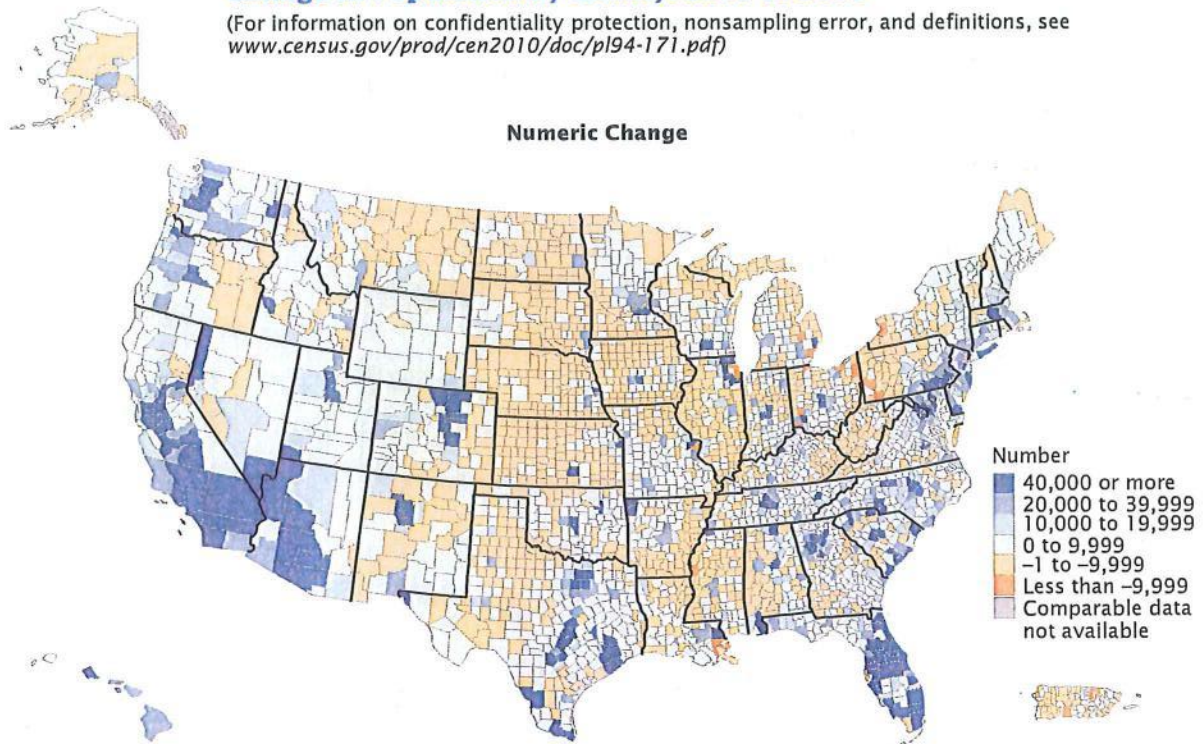 (For information on confidentiality protection, nonsampling error, and definitions, see
www.census.gov/prod/cen2010/doc/pl94-171.pdf)
Numeric Change
Number
40,000 or more
20,000 to 39,999
10,000 to 19,999
0 to 9,999
–1 to –9,999
Less than –9,999
Comparable data
not available